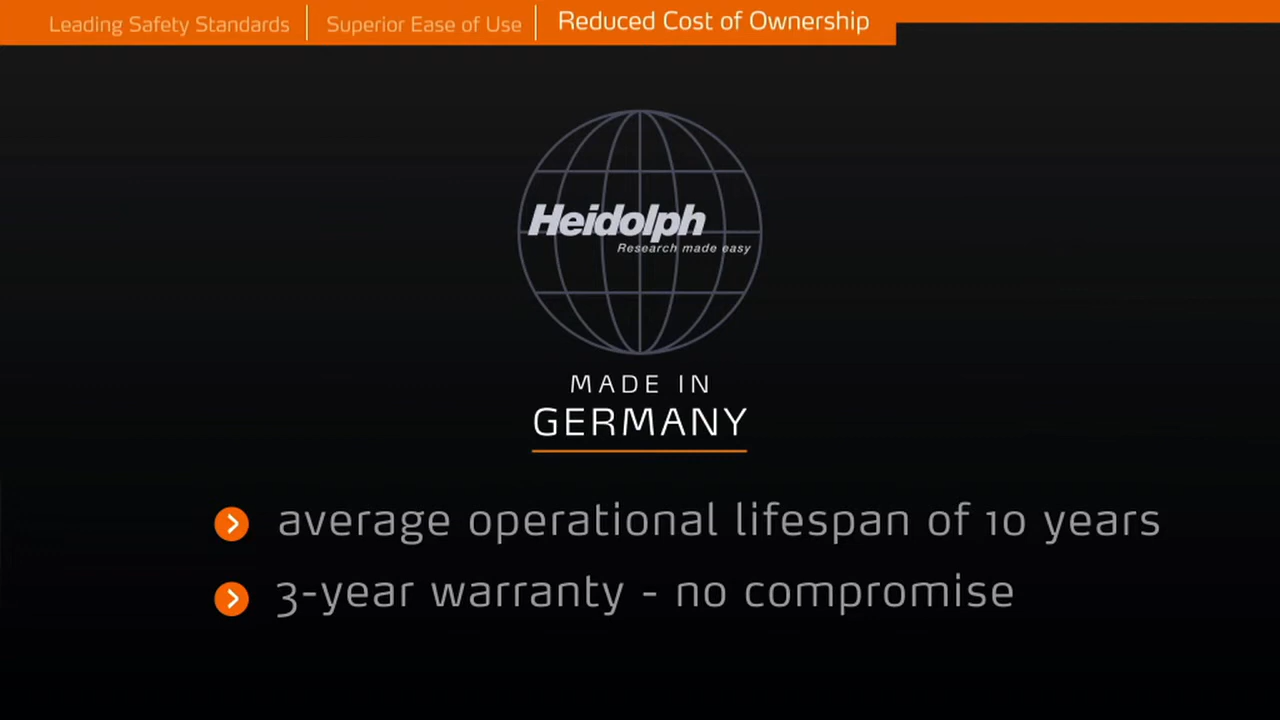 Leading Safety Standards | Superior Ease of Use | Reduced Cost of Ownership
Heidolph
Research made easy
MADE IN
GERMANY
average operational lifespan of 10 years
3-year warranty - no compromise